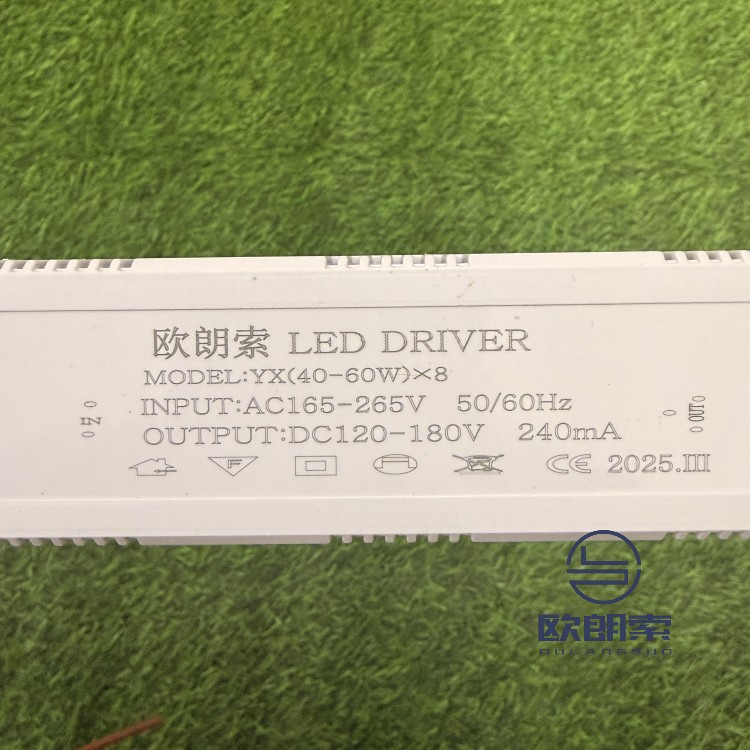 欧朗索 LED DRIVER
MODEL:YX(40-60W)×8
INPUT:AC165-265V 50/60Hz
OUTPUT:DC120-180V 240mA
F
CE 2025.III
IN
OUT
欧朗索
OULANGSUO